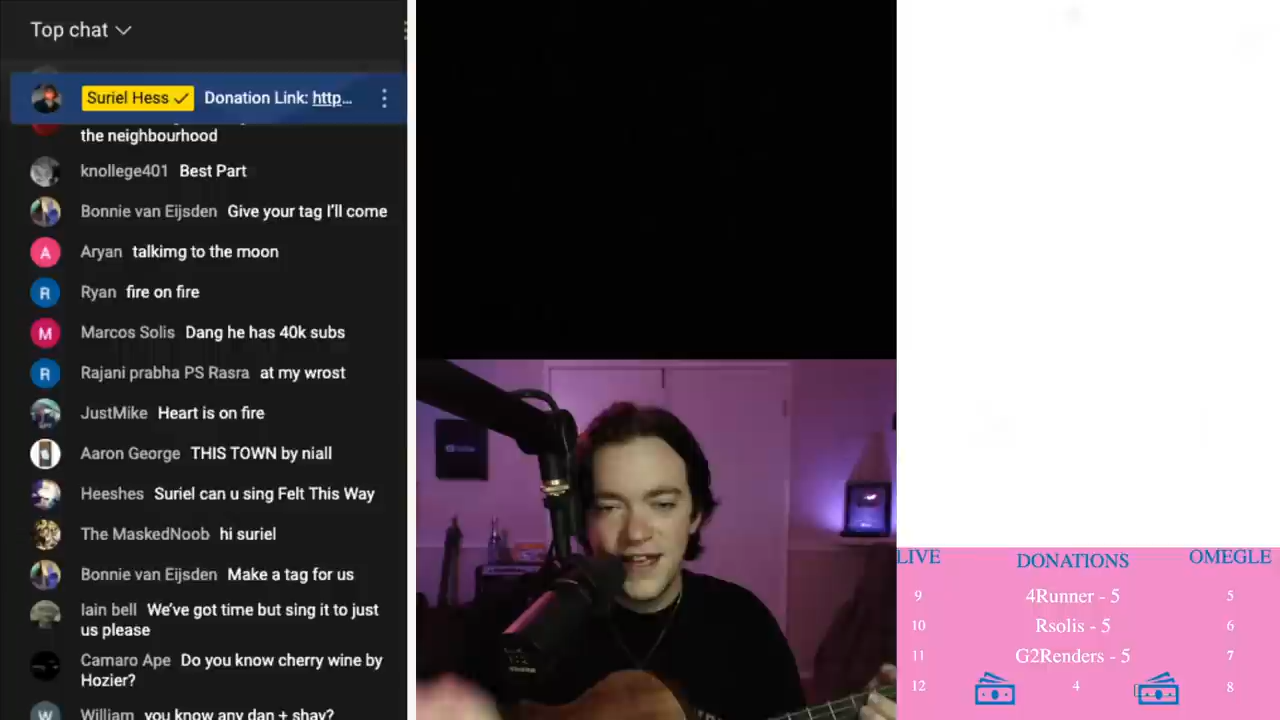 Top chat
Suriel Hess Donation Link: http...
the neighbourhood
knollege401 Best Part
Bonnie van Eijsden Give your tag I'll come
Aryan talkimg to the moon
Ryan fire on fire
Marcos Solis Dang he has 40k subs
Rajani prabha PS Rasra at my wrost
JustMike Heart is on fire
Aaron George THIS TOWN by niall
Heeshes Suriel can u sing Felt This Way
The MaskedNoob hi suriel
Bonnie van Eijsden Make a tag for us
Iain bell We've got time but sing it to just
us please
Camaro Ape Do you know cherry wine by
Hozier?
William you know any dan + shay?
A
R
M
R
W
LIVE DONATIONS OMEGLE
9 4Runner - 5 5
10 Rsolis - 5 6
11 G2Renders - 5 7
12 4 8